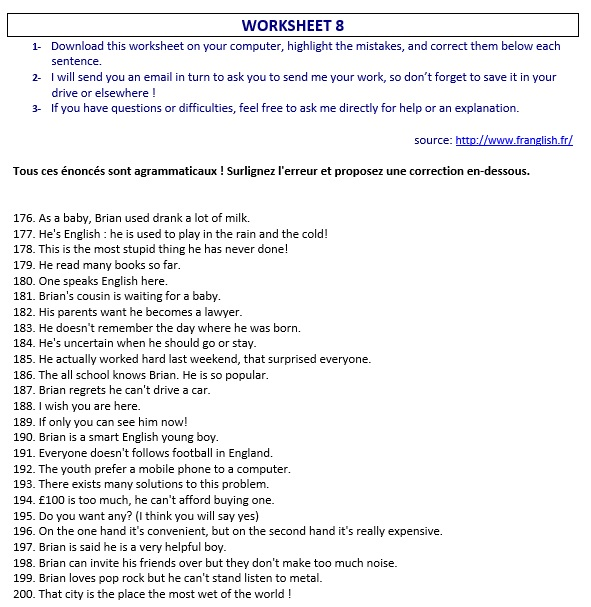 WORKSHEET 8
1- Download this worksheet on your computer, highlight the mistakes, and correct them below each
sentence.
2- I will send you an email in turn to ask you to send me your work, so don't forget to save it in your
drive or elsewhere !
3- If you have questions or difficulties, feel free to ask me directly for help or an explanation.
source: http://www.franglish.fr/
Tous ces énoncés sont agrammaticaux ! Surlignez l'erreur et proposez une correction en-dessous.
176. As a baby, Brian used drank a lot of milk.
177. He's English : he is used to play in the rain and the cold!
178. This is the most stupid thing he has never done!
179. He read many books so far.
180. One speaks English here.
181. Brian's cousin is waiting for a baby.
182. His parents want he becomes a lawyer.
183. He doesn't remember the day where he was born.
184. He's uncertain when he should go or stay.
185. He actually worked hard last weekend, that surprised everyone.
186. The all school knows Brian. He is so popular.
187. Brian regrets he can't drive a car.
188. I wish you are here.
189. If only you can see him now!
190. Brian is a smart English young boy.
191. Everyone doesn't follows football in England.
192. The youth prefer a mobile phone to a computer.
193. There exists many solutions to this problem.
194. £100 is too much, he can't afford buying one.
195. Do you want any? (I think you will say yes)
196. On the one hand it's convenient, but on the second hand it's really expensive.
197. Brian is said he is a very helpful boy.
198. Brian can invite his friends over but they don't make too much noise.
199. Brian loves pop rock but he can't stand listen to metal.
200. That city is the place the most wet of the world !